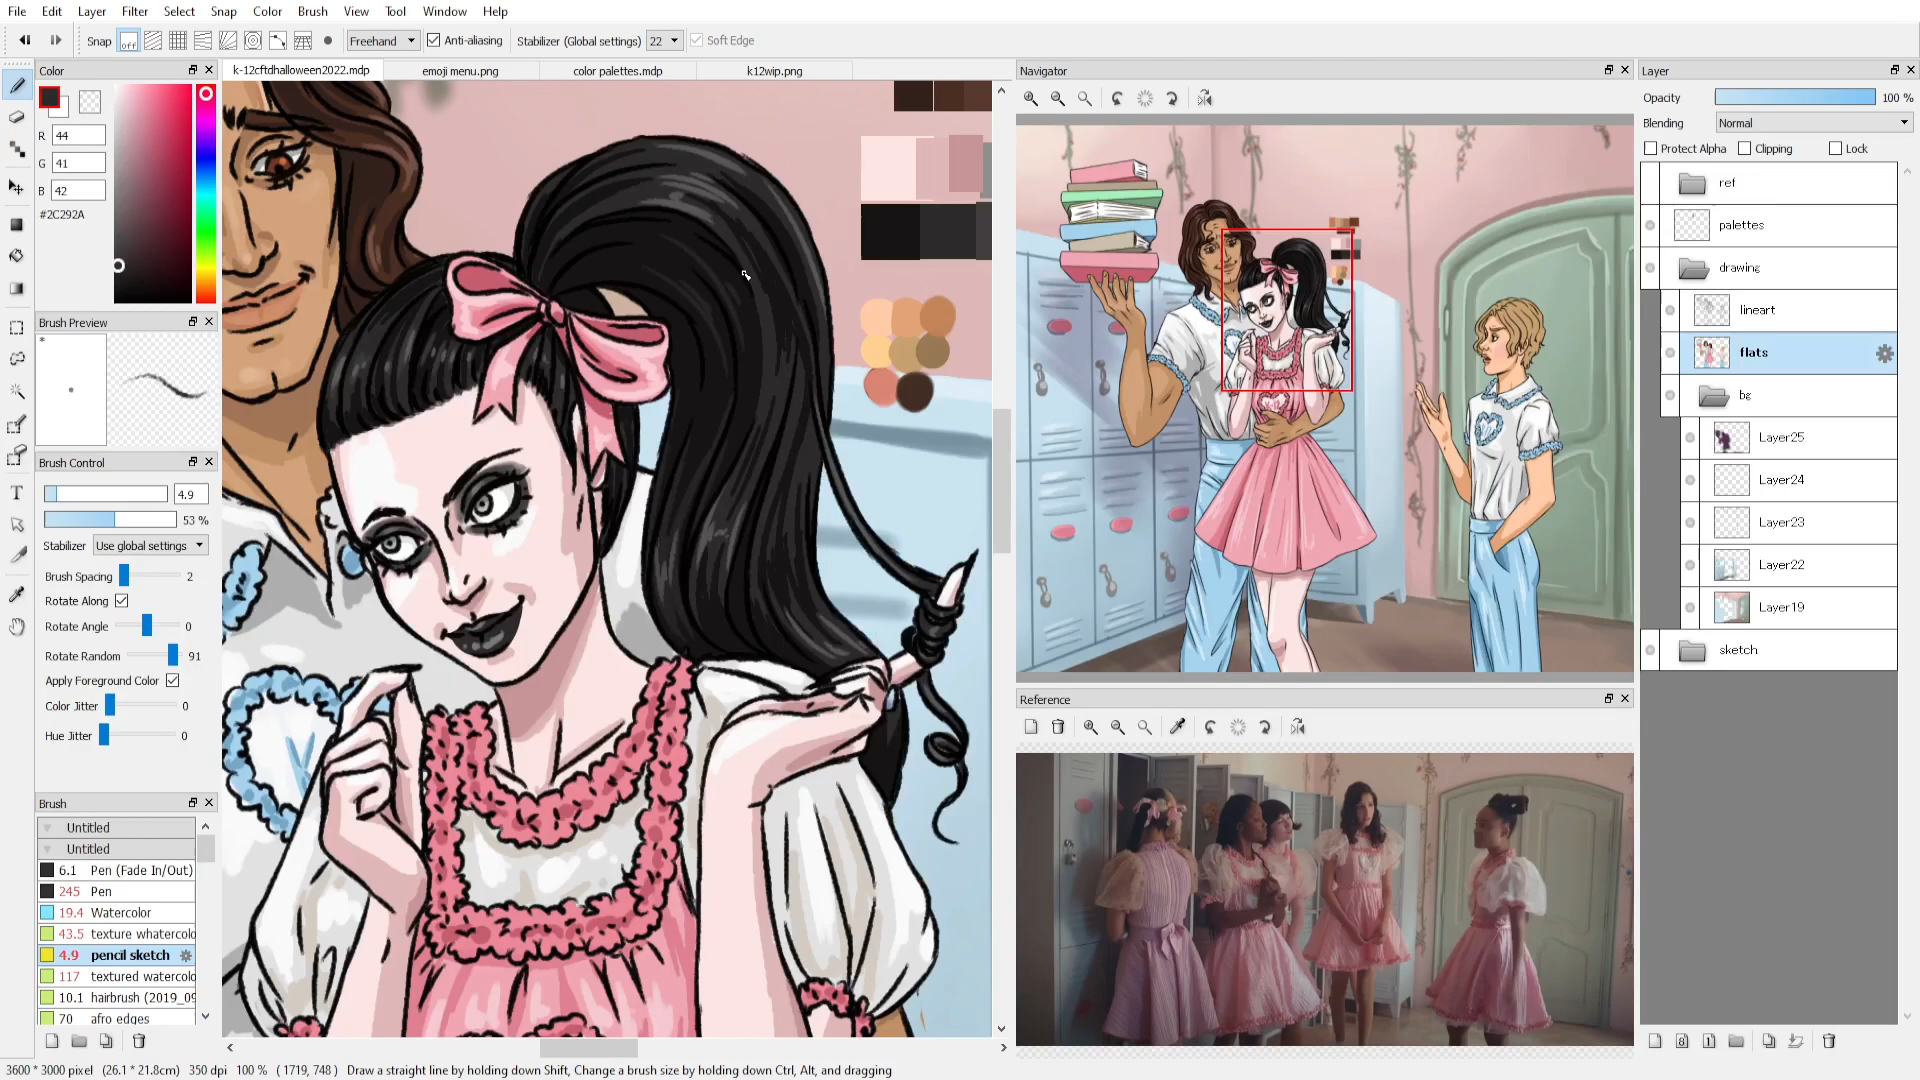 File Edit Layer Filter Select Snap Color Brush View Tool Window Help
Snap off Freehand Anti-aliasing Stabilizer (Global settings) 22 Soft Edge
Color
k-12cftdhalloween2022.mdp
emoji menu.png
color palettes.mdp
k12wip.png
Navigator
Layer
R 44
G 41
B 42
#2C292A
Brush Preview
*
Brush Control
4.9
53 %
Stabilizer Use global settings
Brush Spacing 2
Rotate Along
Rotate Angle 0
Rotate Random 91
Apply Foreground Color
Color Jitter 0
Hue Jitter 0
Brush
Untitled
Untitled
6.1 Pen (Fade In/Out)
245 Pen
19.4 Watercolor
43.5 texture whatercolo
4.9 pencil sketch
117 textured watercolo
10.1 hairbrush (2019_09
70 afro edges
Opacity 100 %
Blending Normal
Protect Alpha Clipping Lock
ref
palettes
drawing
lineart
flats
bg
Layer25
Layer24
Layer23
Layer22
Layer19
sketch
Reference
8
1
T
3600 * 3000 pixel (26.1 * 21.8cm) 350 dpi 100 % ( 1719, 748 ) Draw a straight line by holding down Shift, Change a brush size by holding down Ctrl, Alt, and dragging